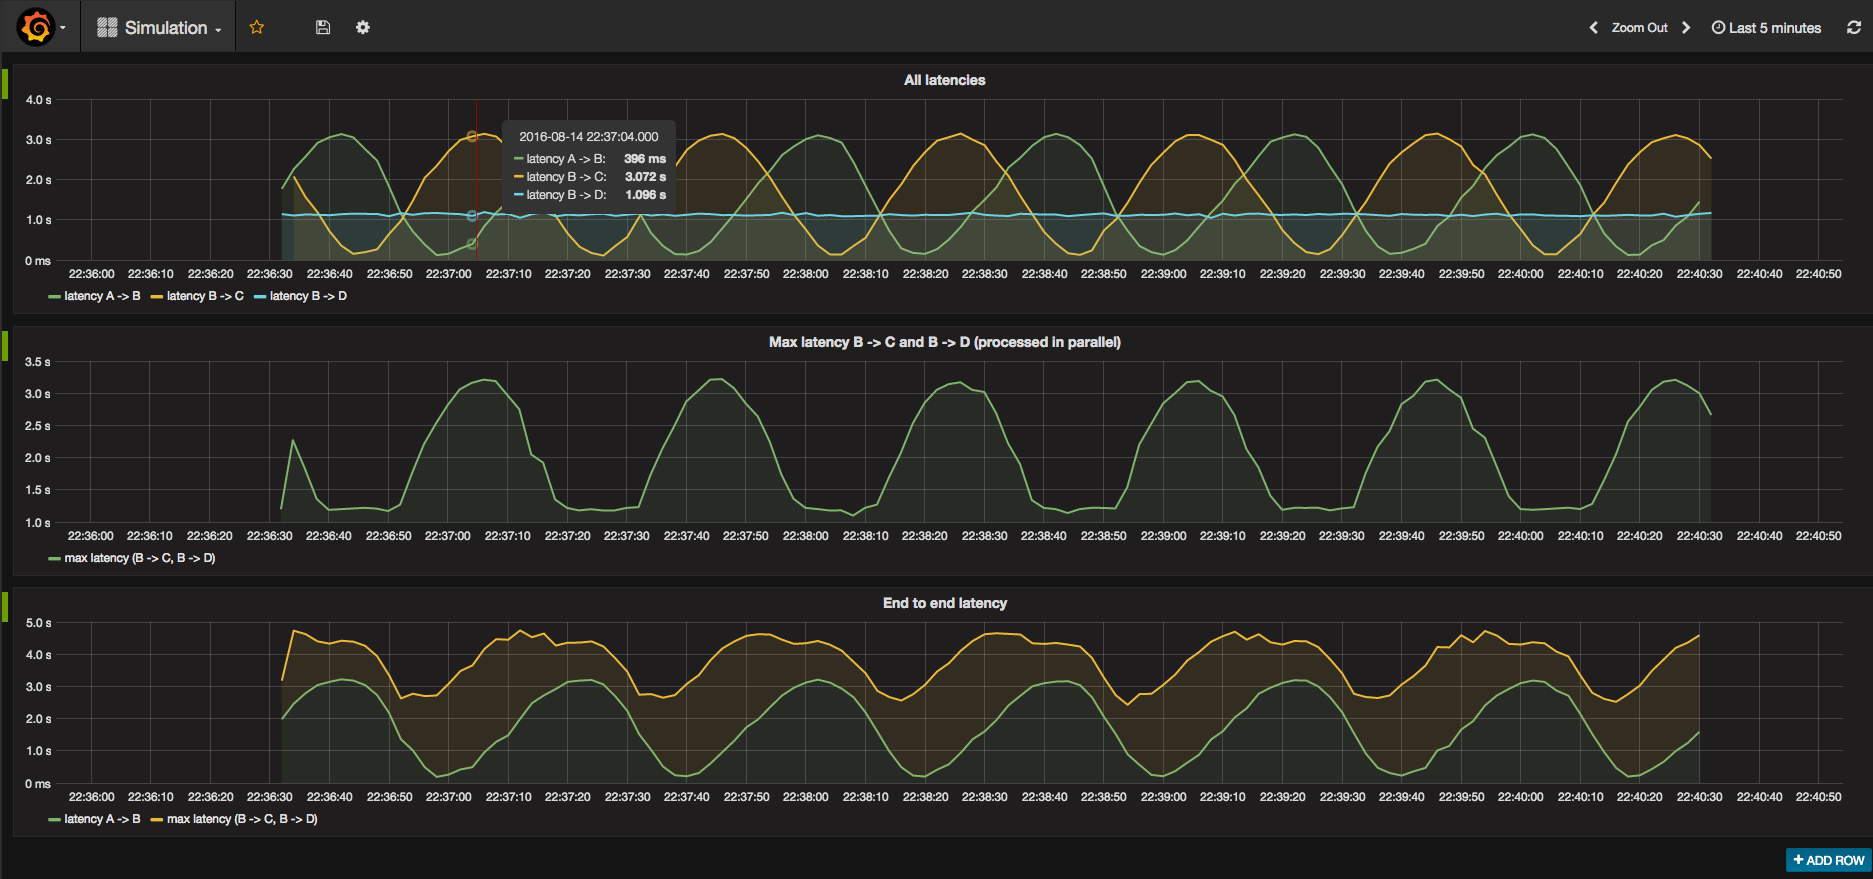 Simulation
Zoom Out
Last 5 minutes
All latencies
4.0 s
3.0 s
2.0 s
1.0 s
0 ms
2016-08-14 22:37:04.000
latency A -> B: 396 ms
latency B -> C: 3.072 s
latency B -> D: 1.096 s
22:36:00 22:36:10 22:36:20 22:36:30 22:36:40 22:36:50 22:37:00 22:37:10 22:37:20 22:37:30 22:37:40 22:37:50 22:38:00 22:38:10 22:38:20 22:38:30 22:38:40 22:38:50 22:39:00 22:39:10 22:39:20 22:39:30 22:39:40 22:39:50 22:40:00 22:40:10 22:40:20 22:40:30 22:40:40 22:40:50
latency A -> B latency B -> C latency B -> D
Max latency B -> C and B -> D (processed in parallel)
3.5 s
3.0 s
2.5 s
2.0 s
1.5 s
1.0 s
22:36:00 22:36:10 22:36:20 22:36:30 22:36:40 22:36:50 22:37:00 22:37:10 22:37:20 22:37:30 22:37:40 22:37:50 22:38:00 22:38:10 22:38:20 22:38:30 22:38:40 22:38:50 22:39:00 22:39:10 22:39:20 22:39:30 22:39:40 22:39:50 22:40:00 22:40:10 22:40:20 22:40:30 22:40:40 22:40:50
max latency (B -> C, B -> D)
End to end latency
5.0 s
4.0 s
3.0 s
2.0 s
1.0 s
0 ms
22:36:00 22:36:10 22:36:20 22:36:30 22:36:40 22:36:50 22:37:00 22:37:10 22:37:20 22:37:30 22:37:40 22:37:50 22:38:00 22:38:10 22:38:20 22:38:30 22:38:40 22:38:50 22:39:00 22:39:10 22:39:20 22:39:30 22:39:40 22:39:50 22:40:00 22:40:10 22:40:20 22:40:30 22:40:40 22:40:50
latency A -> B max latency (B -> C, B -> D)
+ ADD ROW